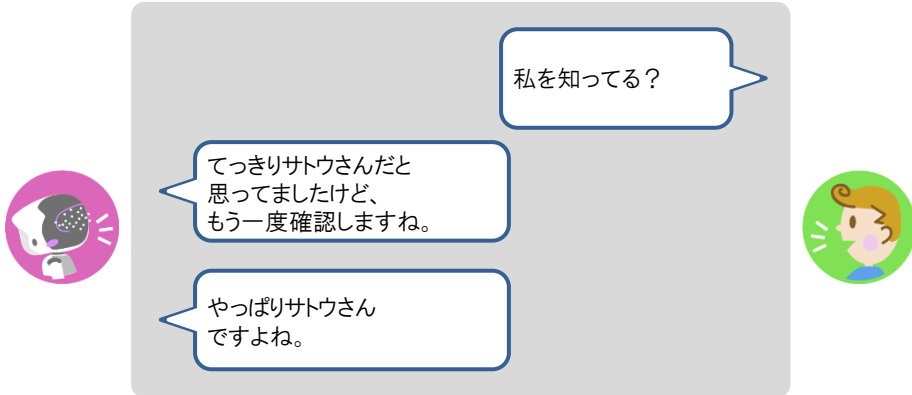 私を知ってる？
てっきりサトウさんだと
思ってましたけど、
もう一度確認しますね。
やっぱりサトウさん
ですよね。